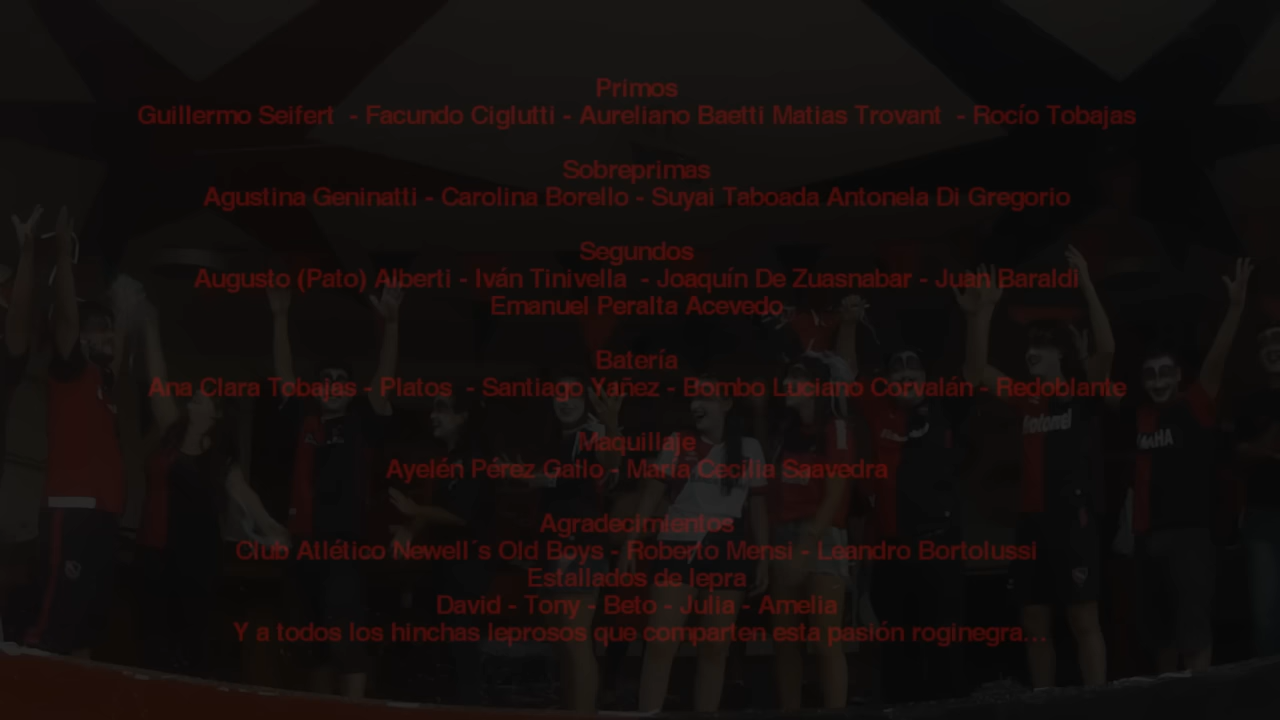 Primos
Guillermo Seifert - Facundo Ciglutti - Aureliano Baetti Matias Trovant - Rocío Tobajas
Sobreprimas
Agustina Geninatti - Carolina Borello - Suyai Taboada Antonela Di Gregorio
Segundos
Augusto (Pato) Alberti - Iván Tinivella - Joaquín De Zuasnabar - Juan Baraldi
Emanuel Peralta Acevedo
Batería
Ana Clara Tobajas - Platos - Santiago Yañez - Bombo Luciano Corvalán - Redoblante
Maquillaje
Ayelén Pérez Gallo - María Cecilia Saavedra
Agradecimientos
Club Atlético Newell´s Old Boys - Roberto Mensi - Leandro Bortolussi
Estallados de lepra
David - Tony - Beto - Julia - Amelia
Y a todos los hinchas leprosos que comparten esta pasión roginegra...